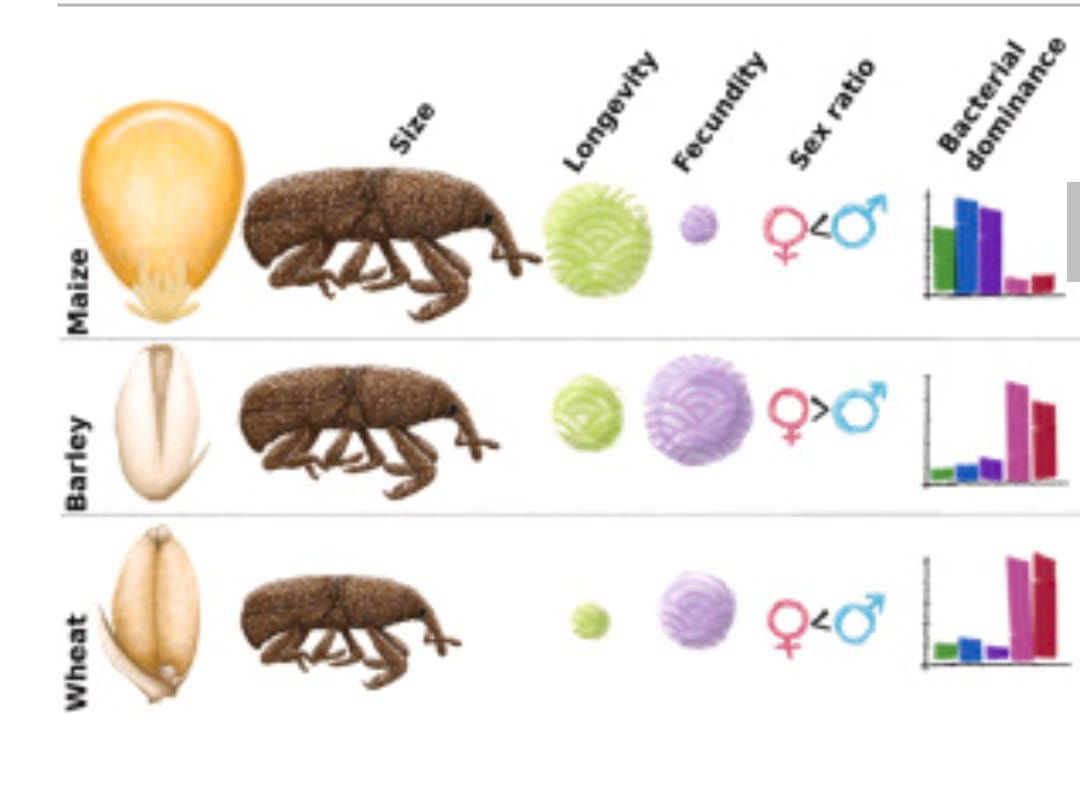 Size
Longevity
Fecundity
Sex ratio
Bacterial
dominance
Maize
<
Barley
>
Wheat
<